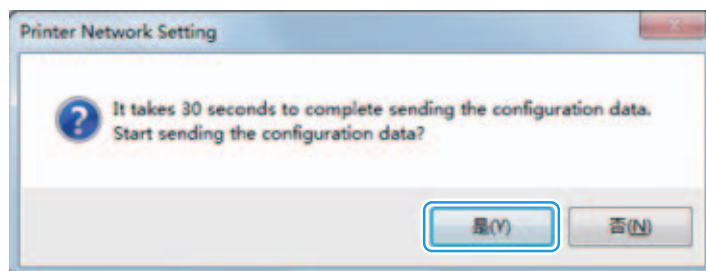 Printer Network Setting
It takes 30 seconds to complete sending the configuration data.
Start sending the configuration data?
是(Y) 否(N)